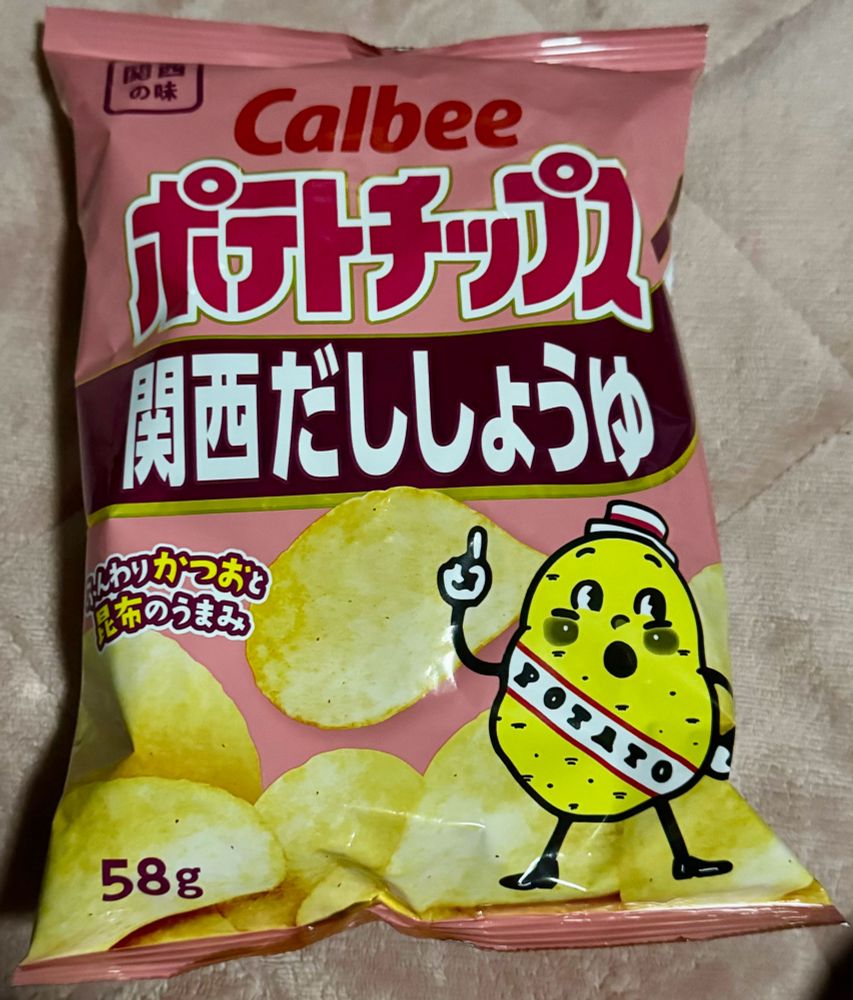 関西
の味
Calbee
ポテトチップス
関西だししょうゆ
ふんわりかつおと
昆布のうまみ
POTATO
58g